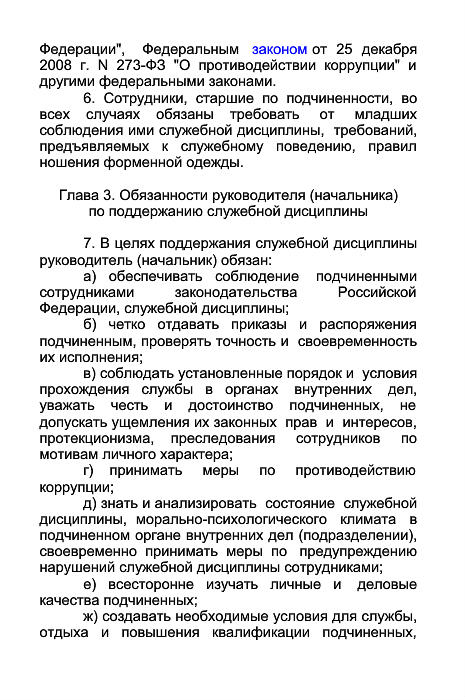 Федерации", Федеральным законом от 25 декабря
2008 г. N 273-ФЗ "О противодействии коррупции" и
другими федеральными законами.
6. Сотрудники, старшие по подчиненности, во
всех случаях обязаны требовать от младших
соблюдения ими служебной дисциплины, требований,
предъявляемых к служебному поведению, правил
ношения форменной одежды.
Глава 3. Обязанности руководителя (начальника)
по поддержанию служебной дисциплины
7. В целях поддержания служебной дисциплины
руководитель (начальник) обязан:
а) обеспечивать соблюдение подчиненными
сотрудниками законодательства Российской
Федерации, служебной дисциплины;
б) четко отдавать приказы и распоряжения
подчиненным, проверять точность и своевременность
их исполнения;
в) соблюдать установленные порядок и условия
прохождения службы в органах внутренних дел,
уважать честь и достоинство подчиненных, не
допускать ущемления их законных прав и интересов,
протекционизма, преследования сотрудников по
мотивам личного характера;
г) принимать меры по противодействию
коррупции;
д) знать и анализировать состояние служебной
дисциплины, морально-психологического климата в
подчиненном органе внутренних дел (подразделении),
своевременно принимать меры по предупреждению
нарушений служебной дисциплины сотрудниками;
е) всесторонне изучать личные и деловые
качества подчиненных;
ж) создавать необходимые условия для службы,
отдыха и повышения квалификации подчиненных,